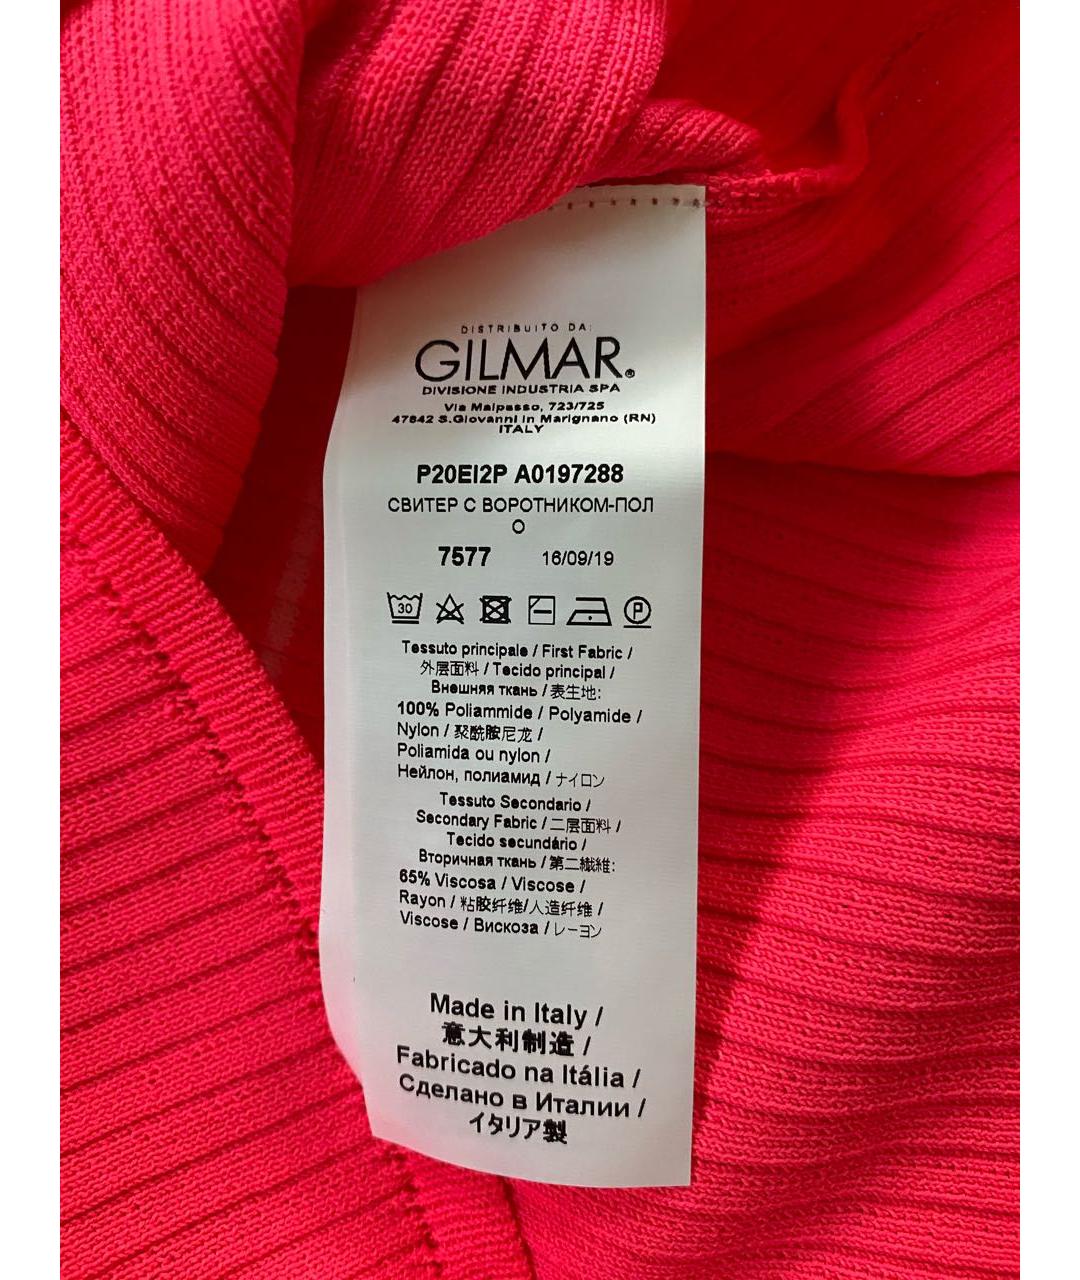 DISTRIBUITO DA:
GILMAR®
DIVISIONE INDUSTRIA SPA
Via Malpasso, 723/725
47842 S.Giovanni in Marignano (RN)
ITALY
P20EI2P A0197288
СВИТЕР С ВОРОТНИКОМ-ПОЛ
О
7577 16/09/19
30 P
Tessuto principale / First Fabric /
外层面料 / Tecido principal /
Внешняя ткань / 表生地:
100% Poliammide / Polyamide /
Nylon / 聚酰胺尼龙 /
Poliamida ou nylon /
Нейлон, полиамид / ナイロン
Tessuto Secondario /
Secondary Fabric / 二层面料 /
Tecido secundário /
Вторичная ткань / 第二繊維:
65% Viscosa / Viscose /
Rayon / 粘胶纤维/人造纤维 /
Viscose / Вискоза / レーヨン
Made in Italy /
意大利制造 /
Fabricado na Itália /
Сделано в Италии /
イタリア製